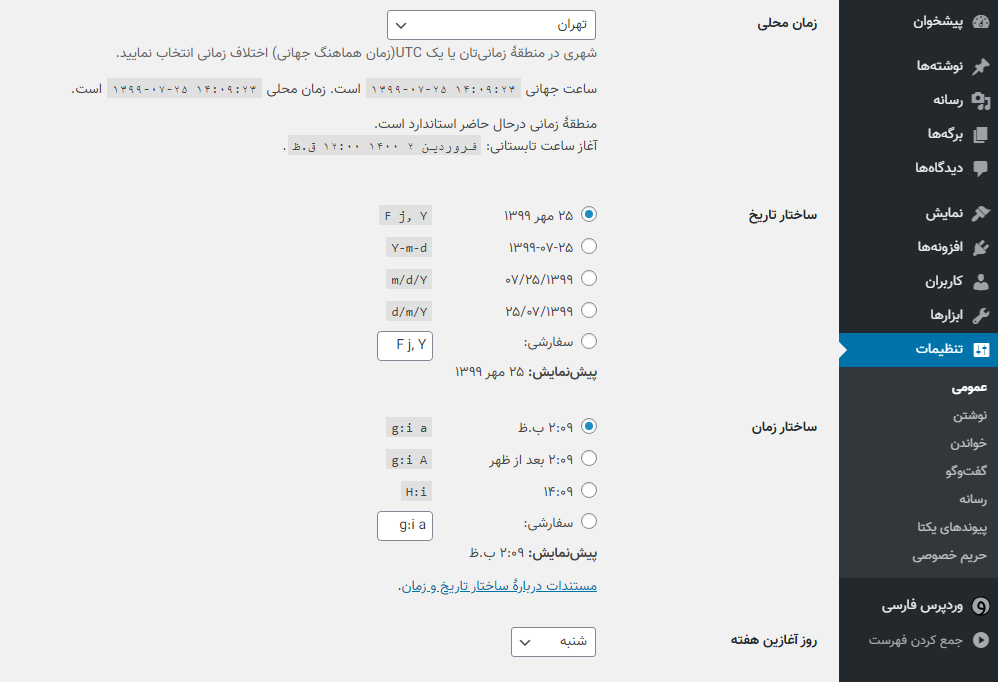 پیشخوان
نوشته‌ها
رسانه
برگه‌ها
دیدگاه‌ها
نمایش
افزونه‌ها
کاربران
ابزارها
تنظیمات
عمومی
نوشتن
خواندن
گفت‌وگو
رسانه
پیوندهای یکتا
حریم خصوصی
وردپرس فارسی
جمع کردن فهرست
زمان محلی
تهران
شهری در منطقهٔ زمانی‌تان یا یک UTC(زمان هماهنگ جهانی) اختلاف زمانی انتخاب نمایید.
ساعت جهانی ۱۳۹۹-۰۷-۲۵ ۱۴:۰۹:۲۳ است. زمان محلی ۱۳۹۹-۰۷-۲۵ ۱۴:۰۹:۲۳ است.
منطقهٔ زمانی درحال حاضر استاندارد است.
آغاز ساعت تابستانی: فروردین ۲ ۱۴۰۰ ۱۲:۰۰ ق.ظ.
ساختار تاریخ
۲۵ مهر ۱۳۹۹ F j, Y
۱۳۹۹-۰۷-۲۵ Y-m-d
۰۷/۲۵/۱۳۹۹ m/d/Y
۲۵/۰۷/۱۳۹۹ d/m/Y
سفارشی: F j, Y
پیش‌نمایش: ۲۵ مهر ۱۳۹۹
ساختار زمان
۲:۰۹ ب.ظ g:i a
۲:۰۹ بعد از ظهر g:i A
۱۴:۰۹ H:i
سفارشی: g:i a
پیش‌نمایش: ۲:۰۹ ب.ظ
مستندات دربارهٔ ساختار تاریخ و زمان.
روز آغازین هفته
شنبه